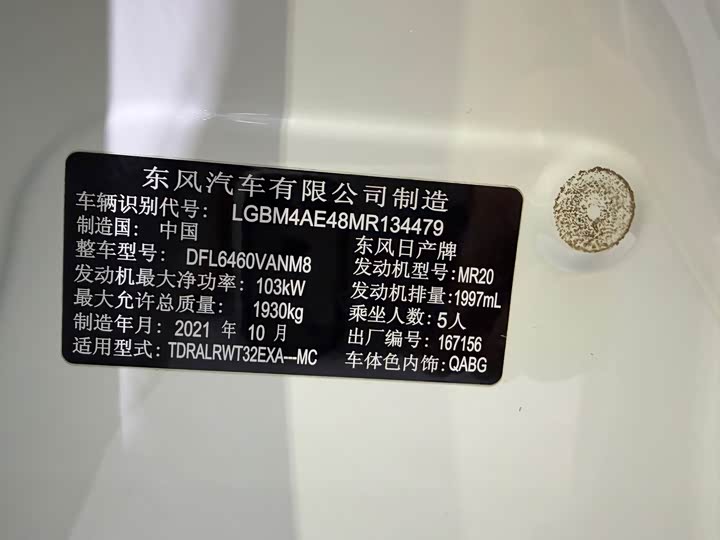 东风汽车有限公司制造
车辆识别代号： LGBM4AE48MR134479
制造国： 中国 东风日产牌
整车型号： DFL6460VANM8 发动机型号：MR20
发动机最大净功率： 103kW 发动机排量：1997mL
最大允许总质量： 1930kg 乘坐人数：5人
制造年月：2021 年 10 月 出厂编号：167156
适用型式：TDRALRWT32EXA---MC 车体色内饰：QABG